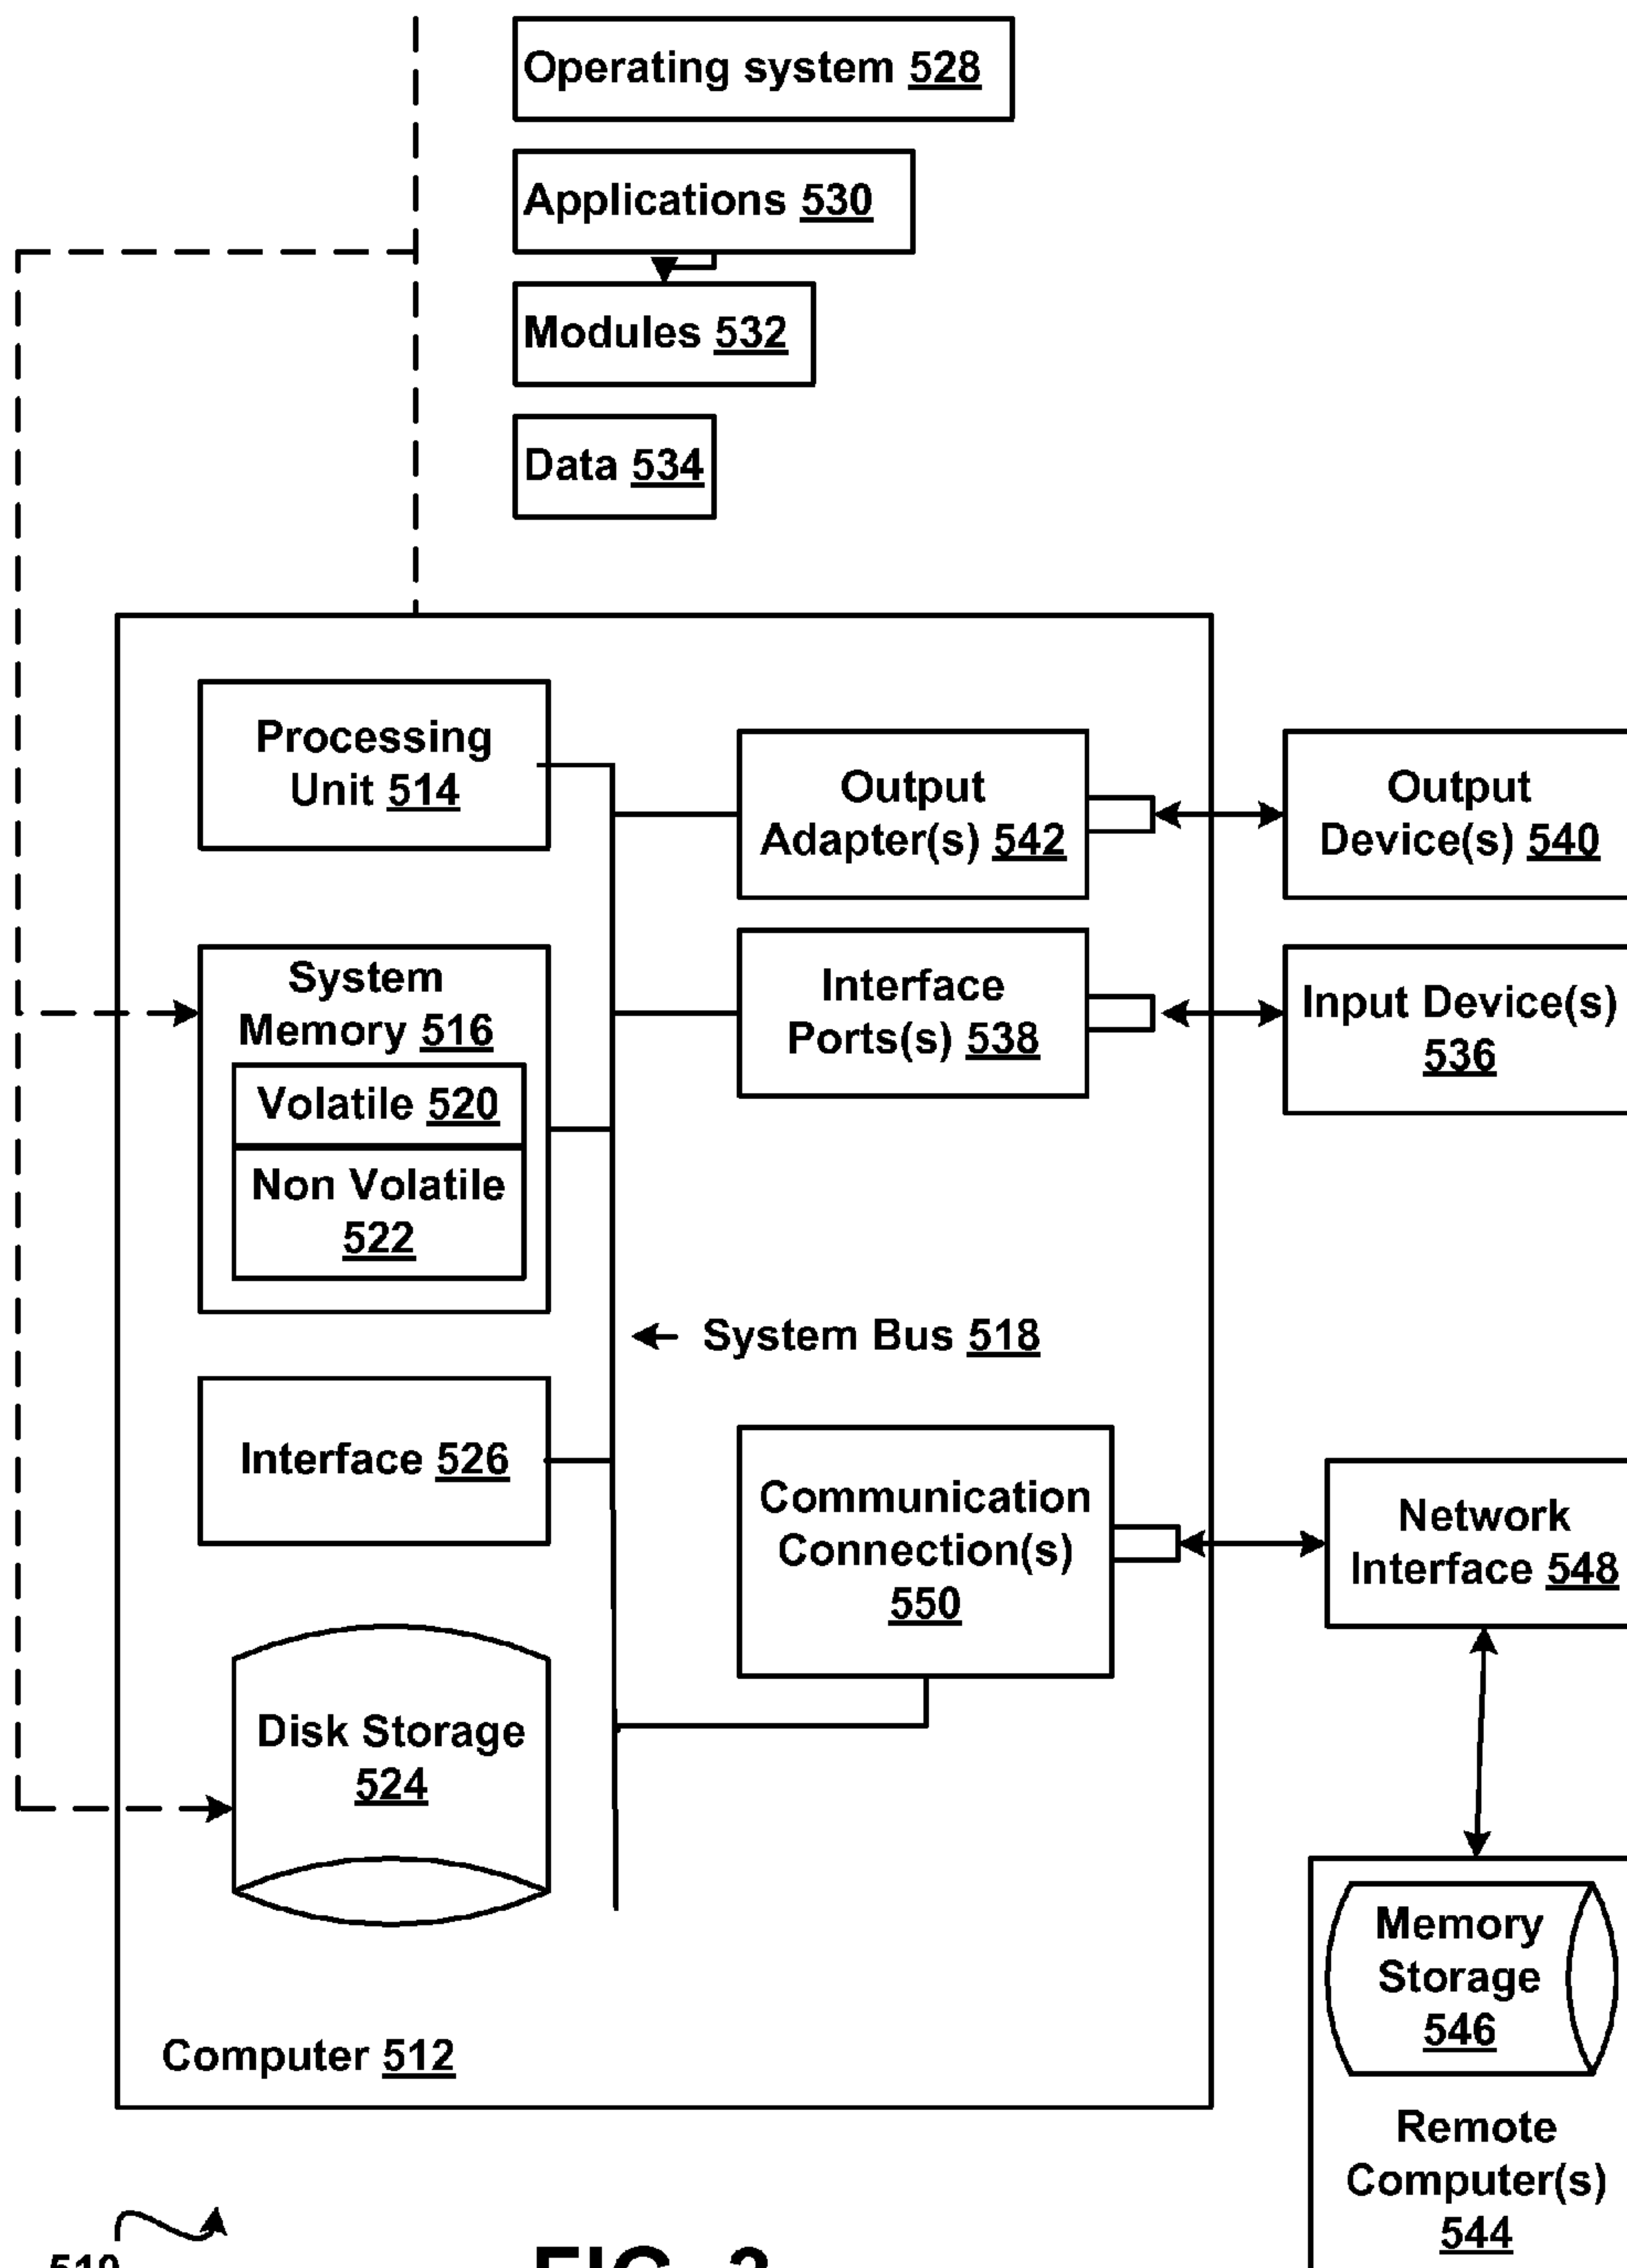 Operating system 528
Applications 530
Modules 532
Data 534
Processing
Unit 514
Output
Adapter(s) 542
Output
Device(s) 540
System
Memory 516
Volatile 520
Non Volatile
522
Interface
Ports(s) 538
Input Device(s)
536
System Bus 518
Interface 526
Communication
Connection(s)
550
Network
Interface 548
Disk Storage
524
Memory
Storage
546
Remote
Computer(s)
544
Computer 512